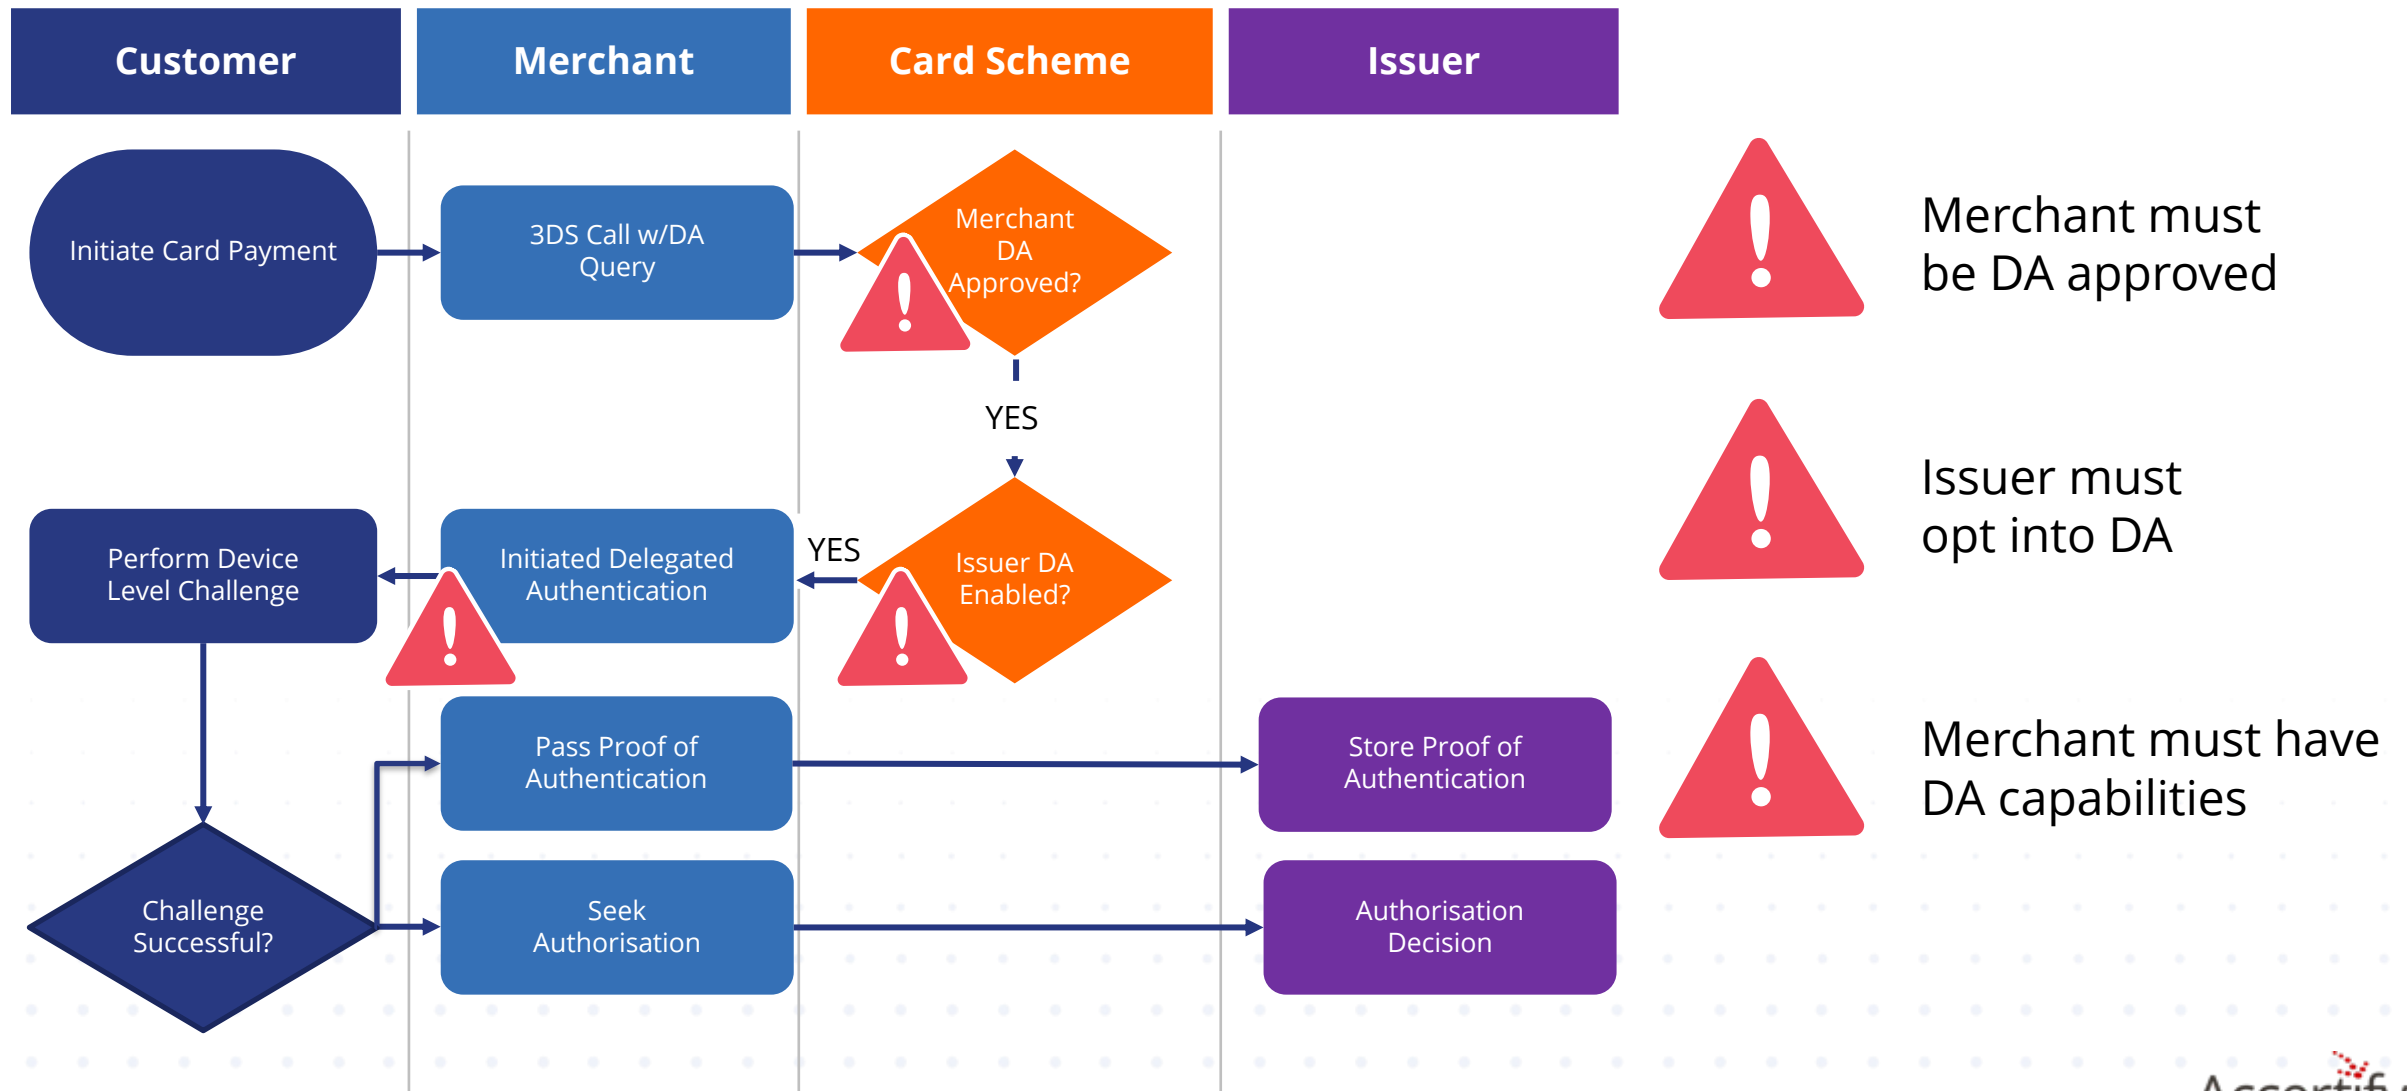 Customer
Merchant
Card Scheme
Issuer
Initiate Card Payment
3DS Call w/DA
Query
Merchant
DA
Approved?
Merchant must
be DA approved
YES
Issuer must
opt into DA
Perform Device
Level Challenge
Initiated Delegated
Authentication
YES
Issuer DA
Enabled?
Pass Proof of
Authentication
Store Proof of
Authentication
Merchant must have
DA capabilities
Challenge
Successful?
Seek
Authorisation
Authorisation
Decision